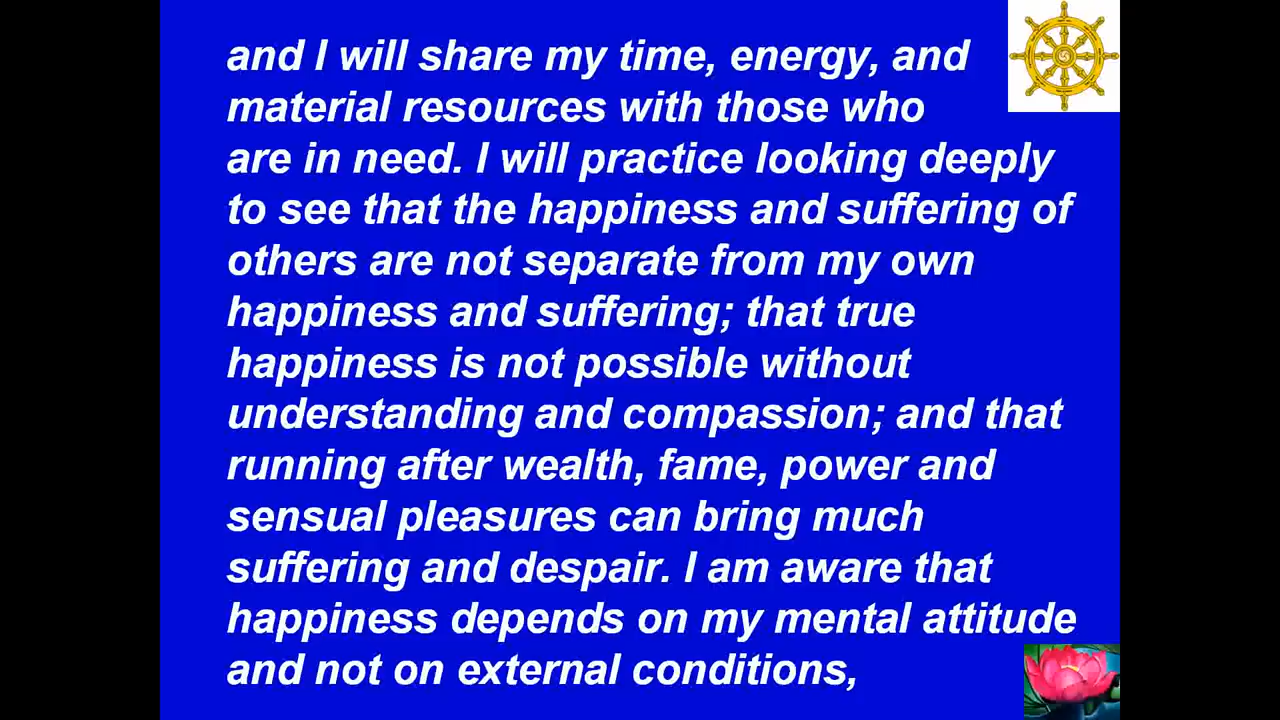 and I will share my time, energy, and
material resources with those who
are in need. I will practice looking deeply
to see that the happiness and suffering of
others are not separate from my own
happiness and suffering; that true
happiness is not possible without
understanding and compassion; and that
running after wealth, fame, power and
sensual pleasures can bring much
suffering and despair. I am aware that
happiness depends on my mental attitude
and not on external conditions,